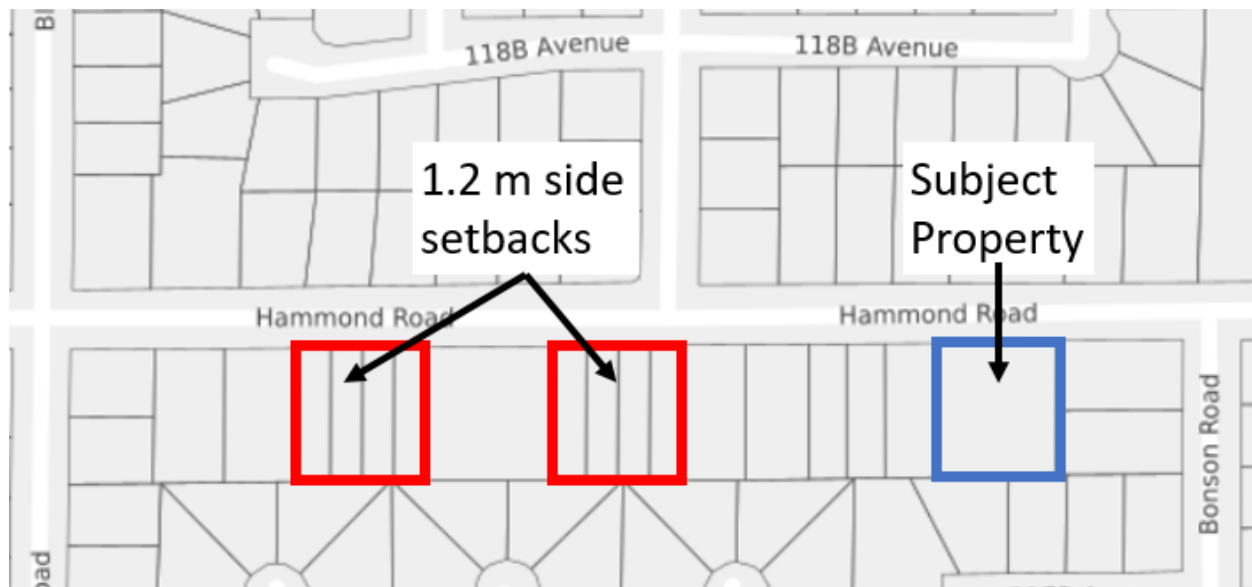 118B Avenue
118B Avenue
1.2 m side
setbacks
Subject
Property
Hammond Road
Hammond Road
Bonson Road